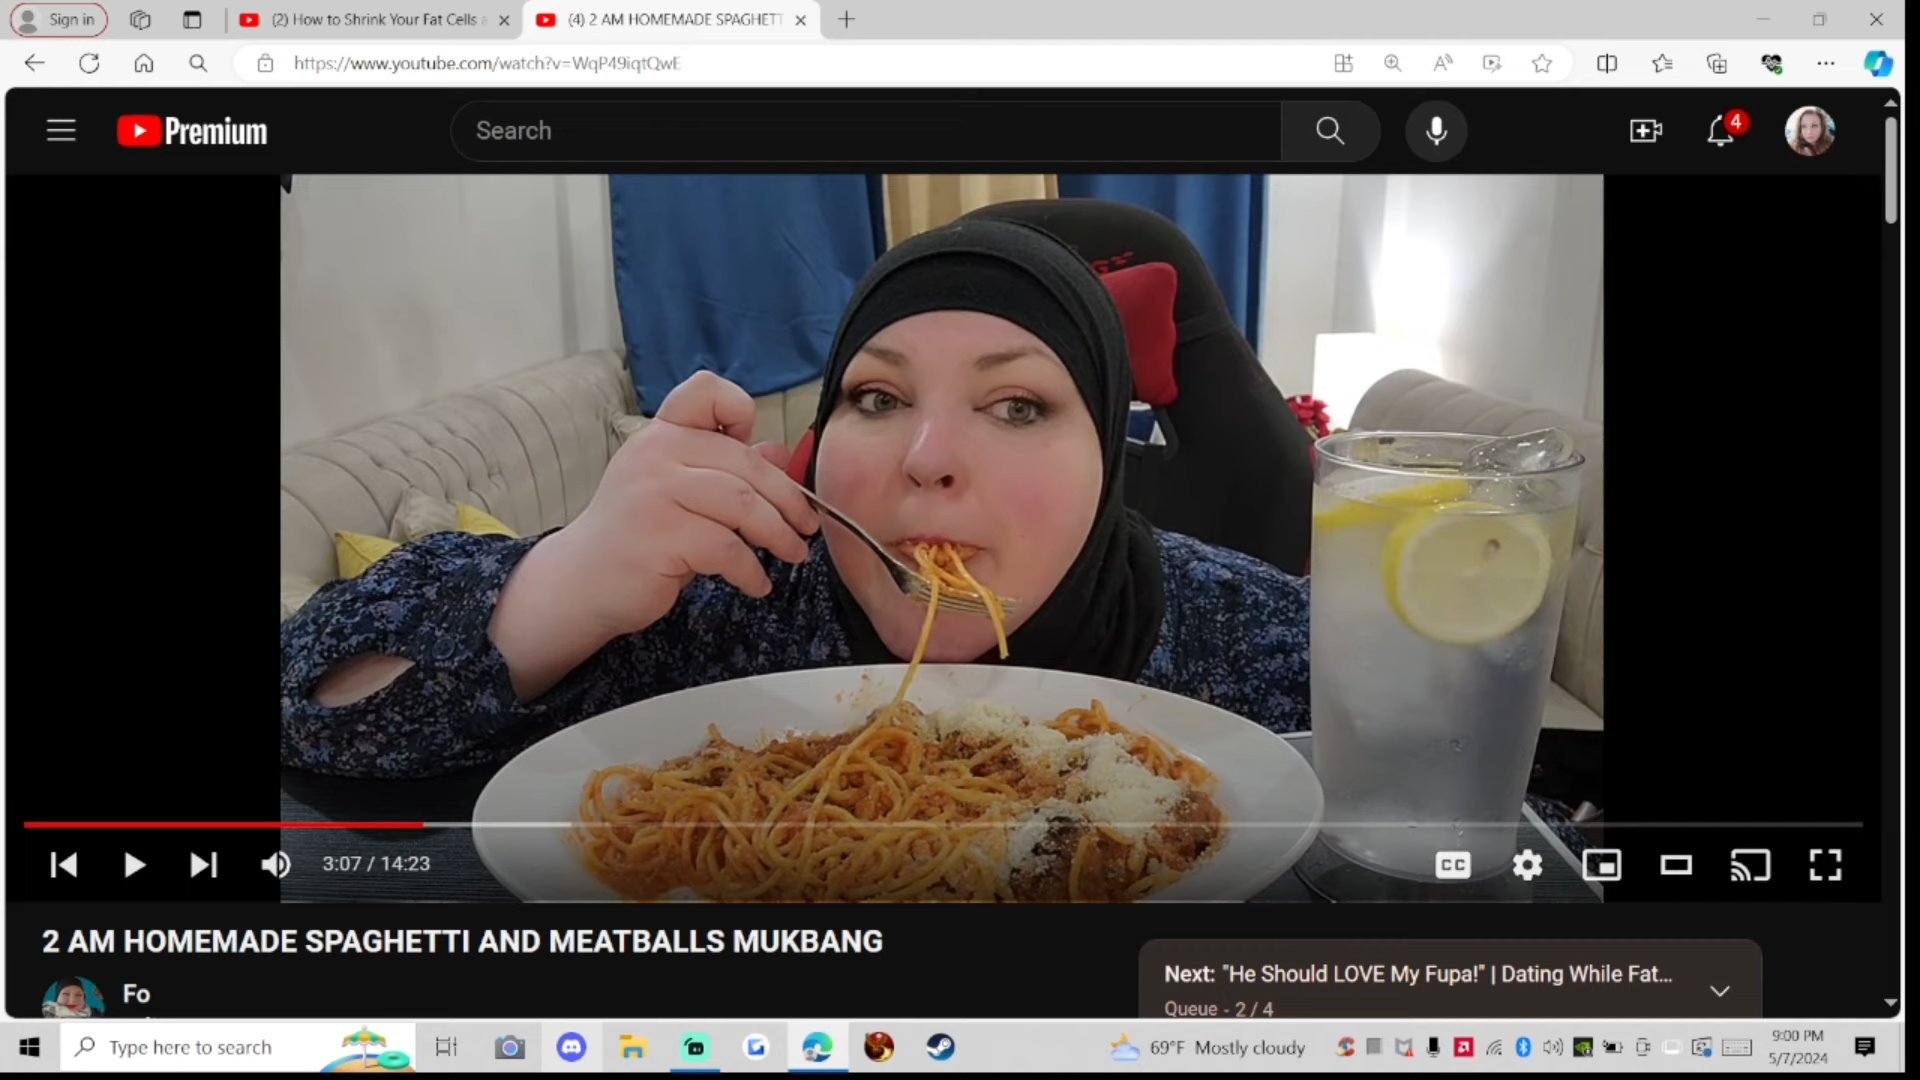 Sign in
(2) How to Shrink Your Fat Cells
(4) 2 AM HOMEMADE SPAGHETT
https://www.youtube.com/watch?v=WqP49iqtQwE
Premium
Search
4
3:07 / 14:23
CC
2 AM HOMEMADE SPAGHETTI AND MEATBALLS MUKBANG
Fo
Next: "He Should LOVE My Fupa!" | Dating While Fat...
Queue - 2 / 4
Type here to search
69°F Mostly cloudy
9:00 PM
5/7/2024